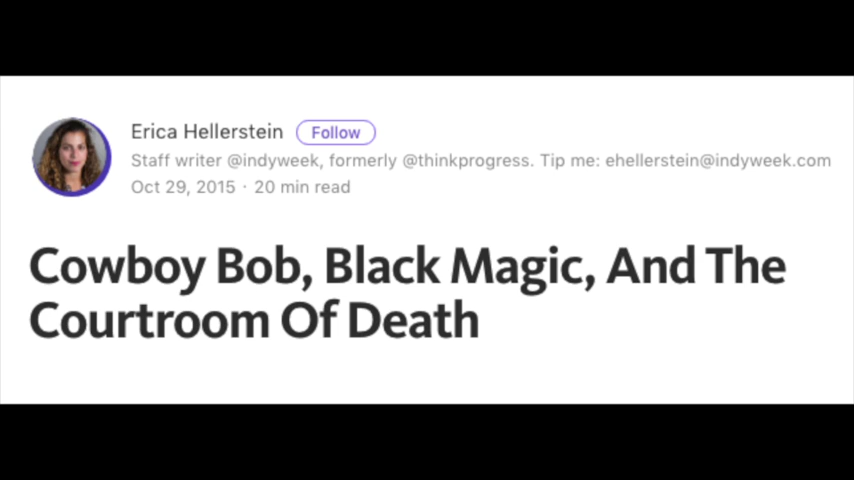 Erica Hellerstein Follow
Staff writer @indyweek, formerly @thinkprogress. Tip me: ehellerstein@indyweek.com
Oct 29, 2015 · 20 min read
Cowboy Bob, Black Magic, And The
Courtroom Of Death